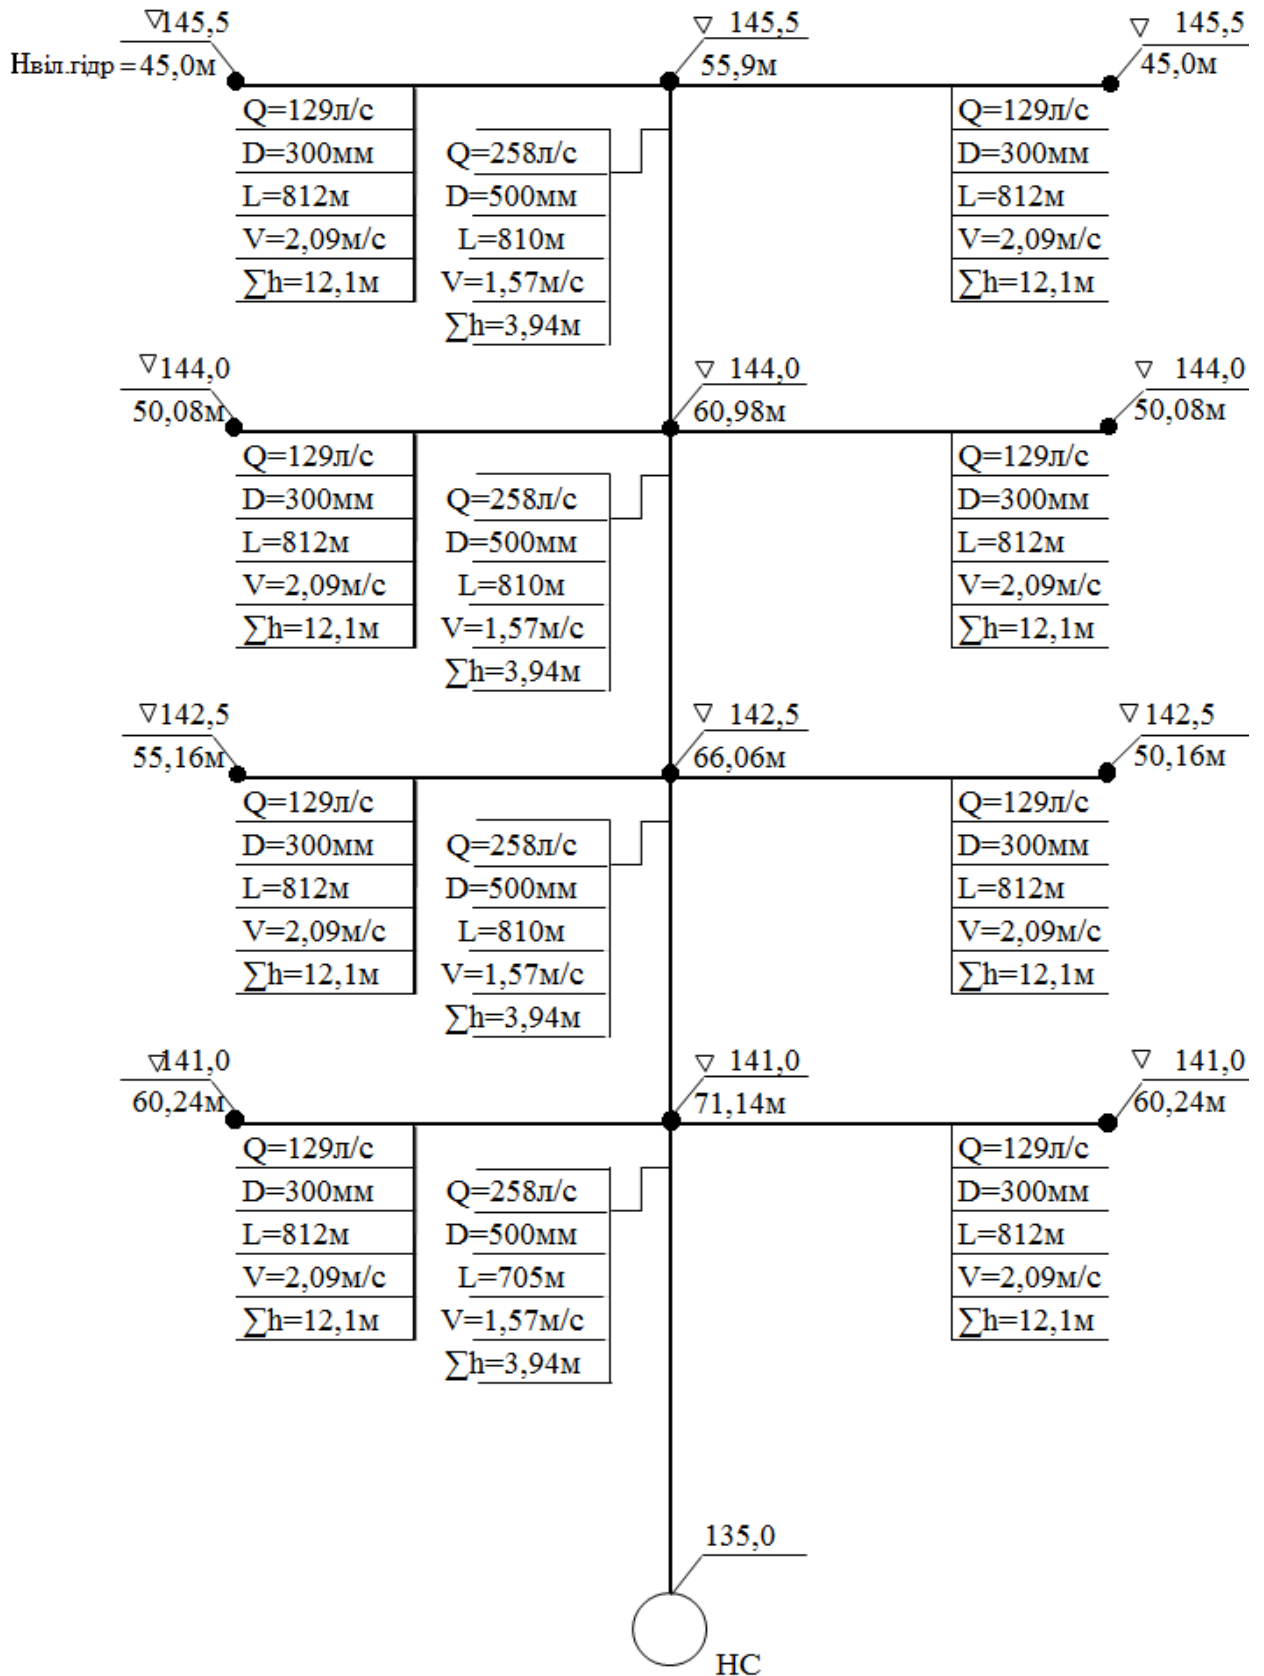 ▽145,5
Нвіл.гідр =45,0м
▽ 145,5
55,9м
▽ 145,5
45,0м
Q=129л/с
D=300мм
L=812м
V=2,09м/с
∑h=12,1м
Q=258л/с
D=500мм
L=810м
V=1,57м/с
∑h=3,94м
Q=129л/с
D=300мм
L=812м
V=2,09м/с
∑h=12,1м
▽144,0
50,08м
▽ 144,0
60,98м
▽ 144,0
50,08м
Q=129л/с
D=300мм
L=812м
V=2,09м/с
∑h=12,1м
Q=258л/с
D=500мм
L=810м
V=1,57м/с
∑h=3,94м
Q=129л/с
D=300мм
L=812м
V=2,09м/с
∑h=12,1м
▽142,5
55,16м
▽ 142,5
66,06м
▽142,5
50,16м
Q=129л/с
D=300мм
L=812м
V=2,09м/с
∑h=12,1м
Q=258л/с
D=500мм
L=810м
V=1,57м/с
∑h=3,94м
Q=129л/с
D=300мм
L=812м
V=2,09м/с
∑h=12,1м
▽141,0
60,24м
▽ 141,0
71,14м
▽ 141,0
60,24м
Q=129л/с
D=300мм
L=812м
V=2,09м/с
∑h=12,1м
Q=258л/с
D=500мм
L=705м
V=1,57м/с
∑h=3,94м
Q=129л/с
D=300мм
L=812м
V=2,09м/с
∑h=12,1м
135,0
НС